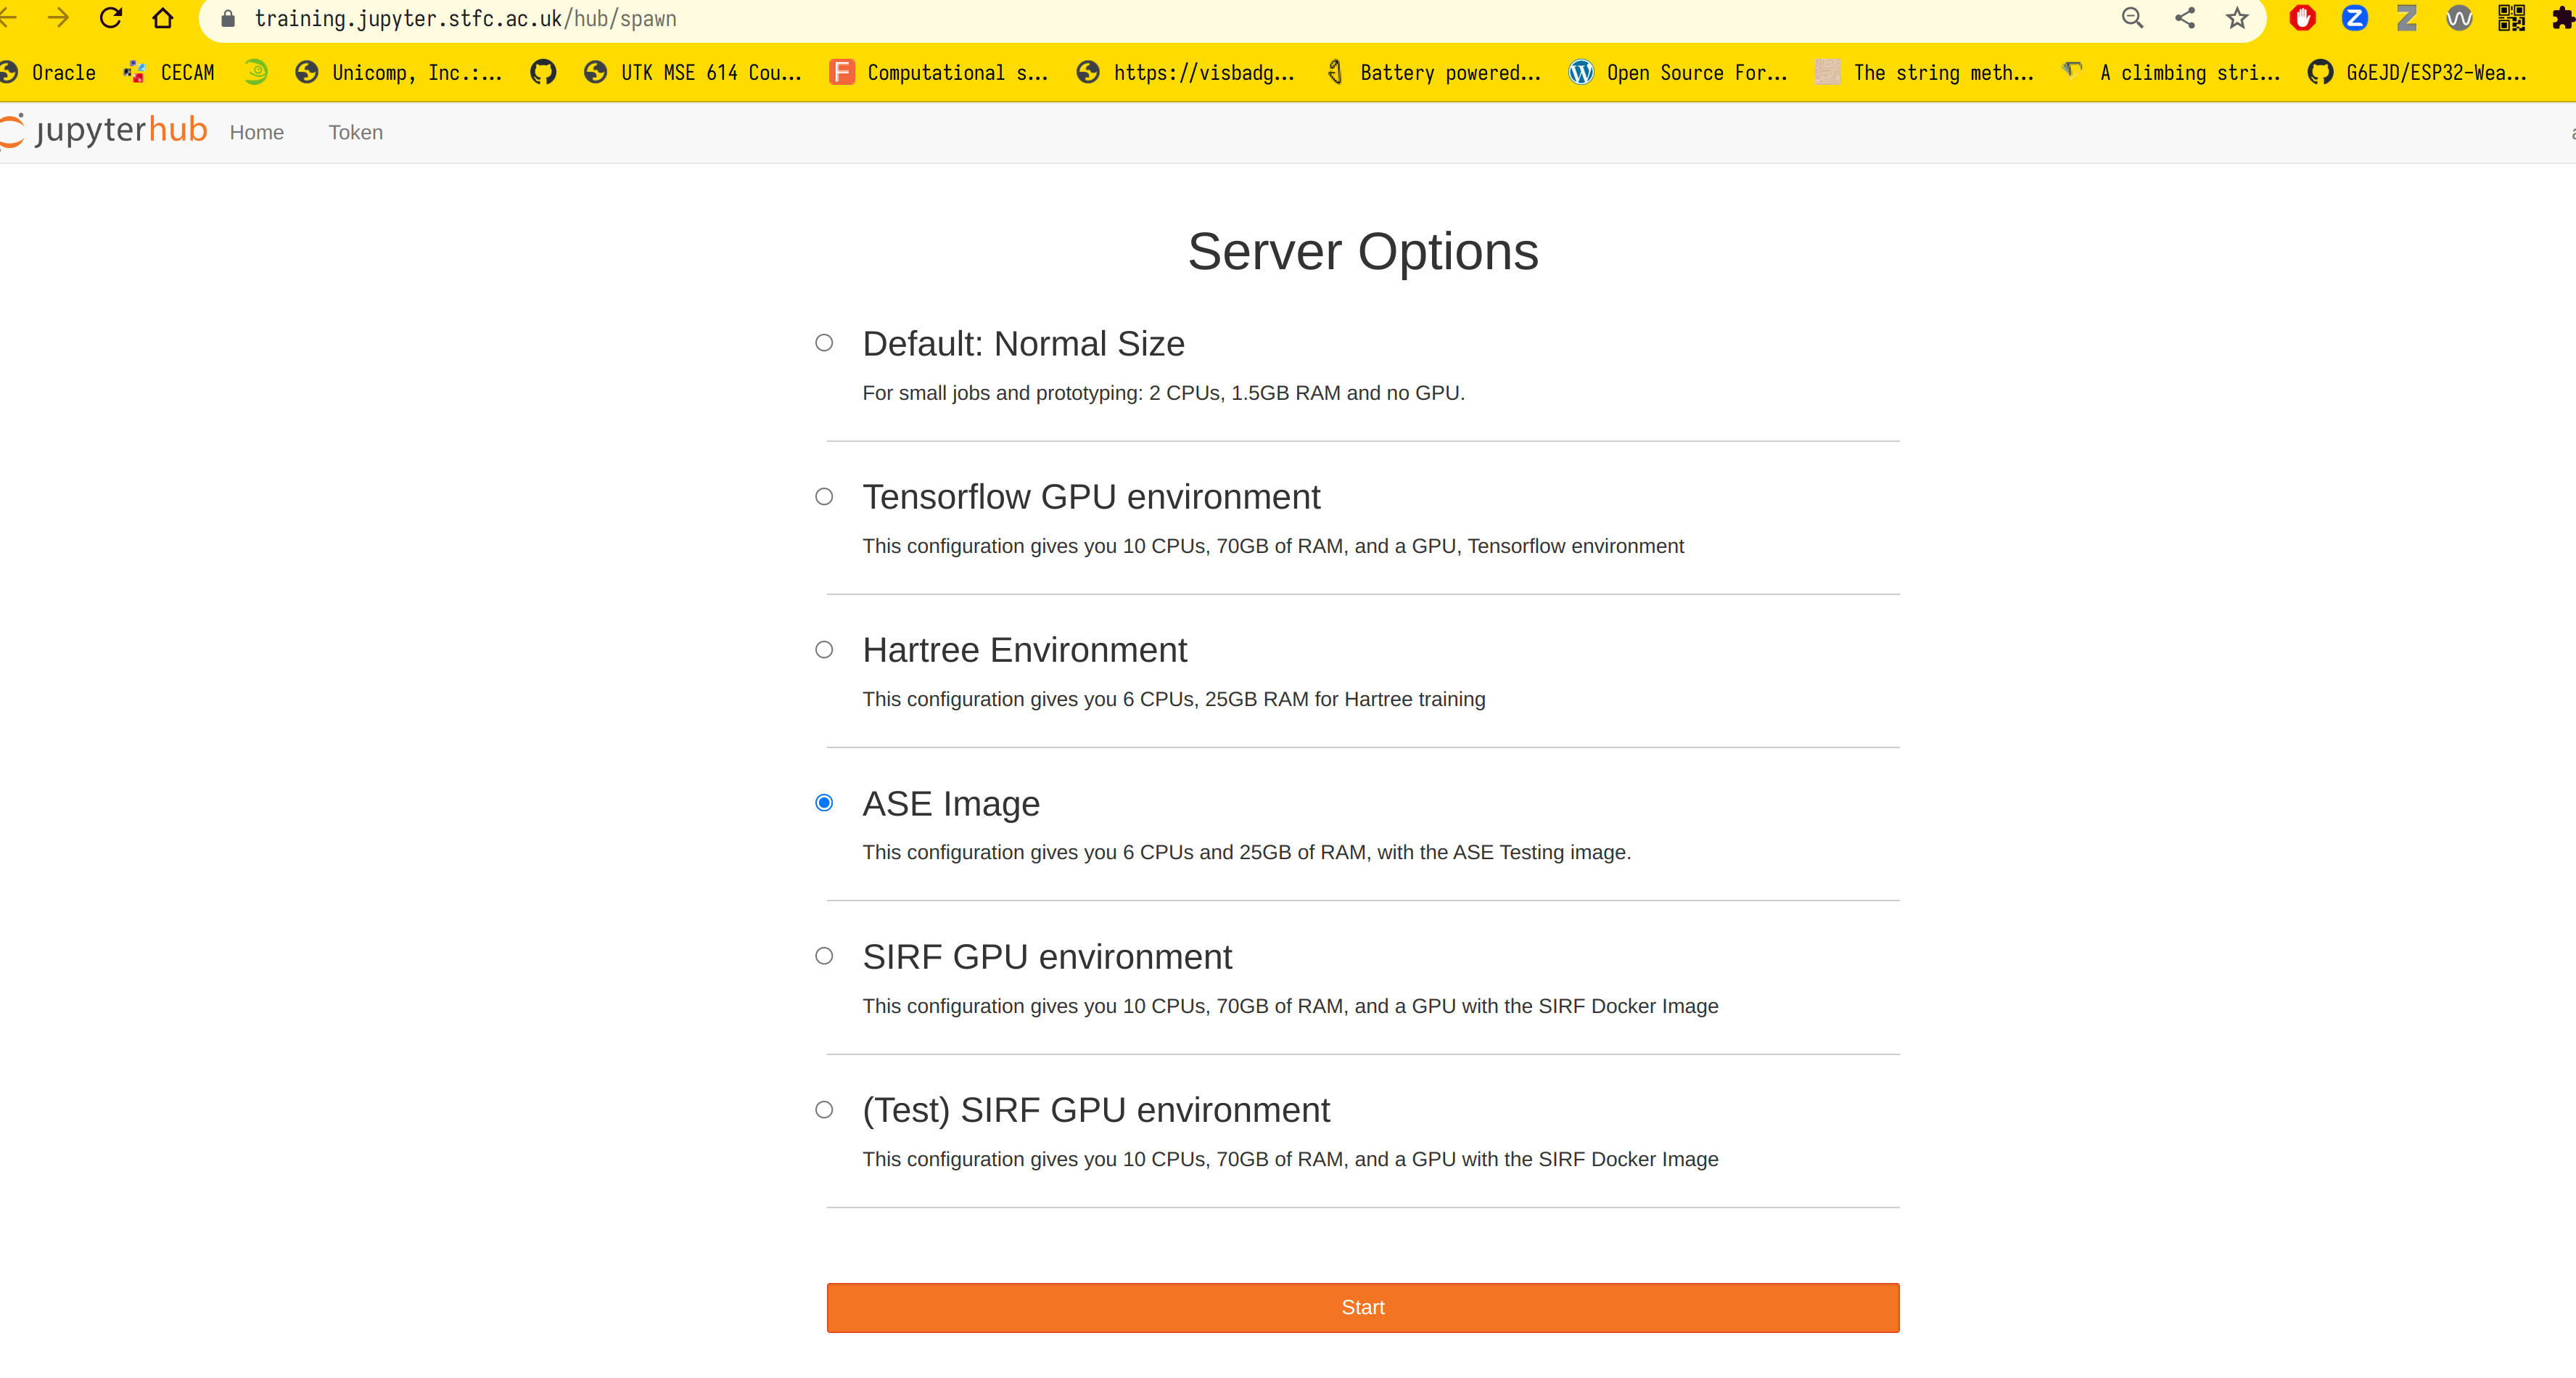 training.jupyter.stfc.ac.uk/hub/spawn
Oracle CECAM Unicomp, Inc.:... UTK MSE 614 Cou... Computational s... https://visbadg... Battery powered... Open Source For... The string meth... A climbing stri... G6EJD/ESP32-Wea...
jupyterhub Home Token
Server Options
Default: Normal Size
For small jobs and prototyping: 2 CPUs, 1.5GB RAM and no GPU.
Tensorflow GPU environment
This configuration gives you 10 CPUs, 70GB of RAM, and a GPU, Tensorflow environment
Hartree Environment
This configuration gives you 6 CPUs, 25GB RAM for Hartree training
ASE Image
This configuration gives you 6 CPUs and 25GB of RAM, with the ASE Testing image.
SIRF GPU environment
This configuration gives you 10 CPUs, 70GB of RAM, and a GPU with the SIRF Docker Image
(Test) SIRF GPU environment
This configuration gives you 10 CPUs, 70GB of RAM, and a GPU with the SIRF Docker Image
Start